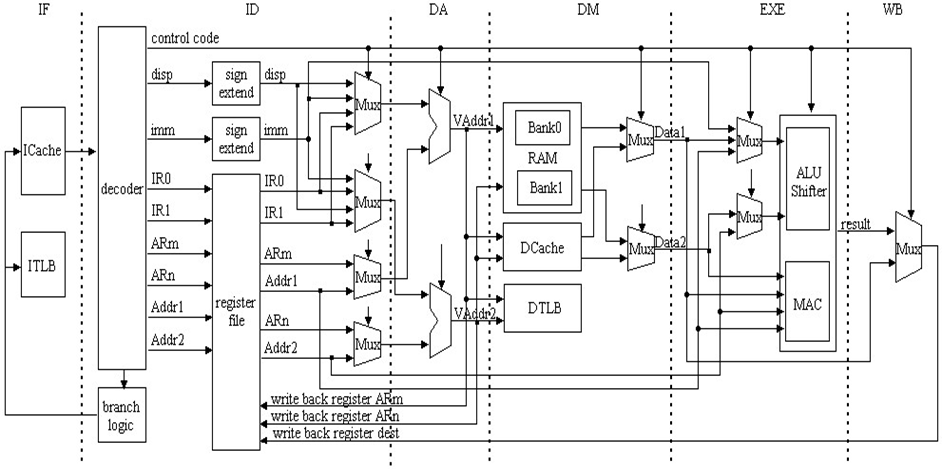 IF ID DA DM EXE WB
control code
disp
sign extend
disp
Mux
imm
sign extend
imm
ICache
decoder
ITLB
IR0
IR1
ARm
ARn
Addr1
Addr2
register file
IR0
IR1
ARm
Addr1
ARn
Addr2
Mux
Mux
Mux
VAddr1
VAddr2
Bank0
RAM
Bank1
DCache
DTLB
Mux
Data1
Mux
Data2
Mux
Mux
ALU
Shifter
MAC
result
Mux
branch logic
write back register ARm
write back register ARn
write back register dest